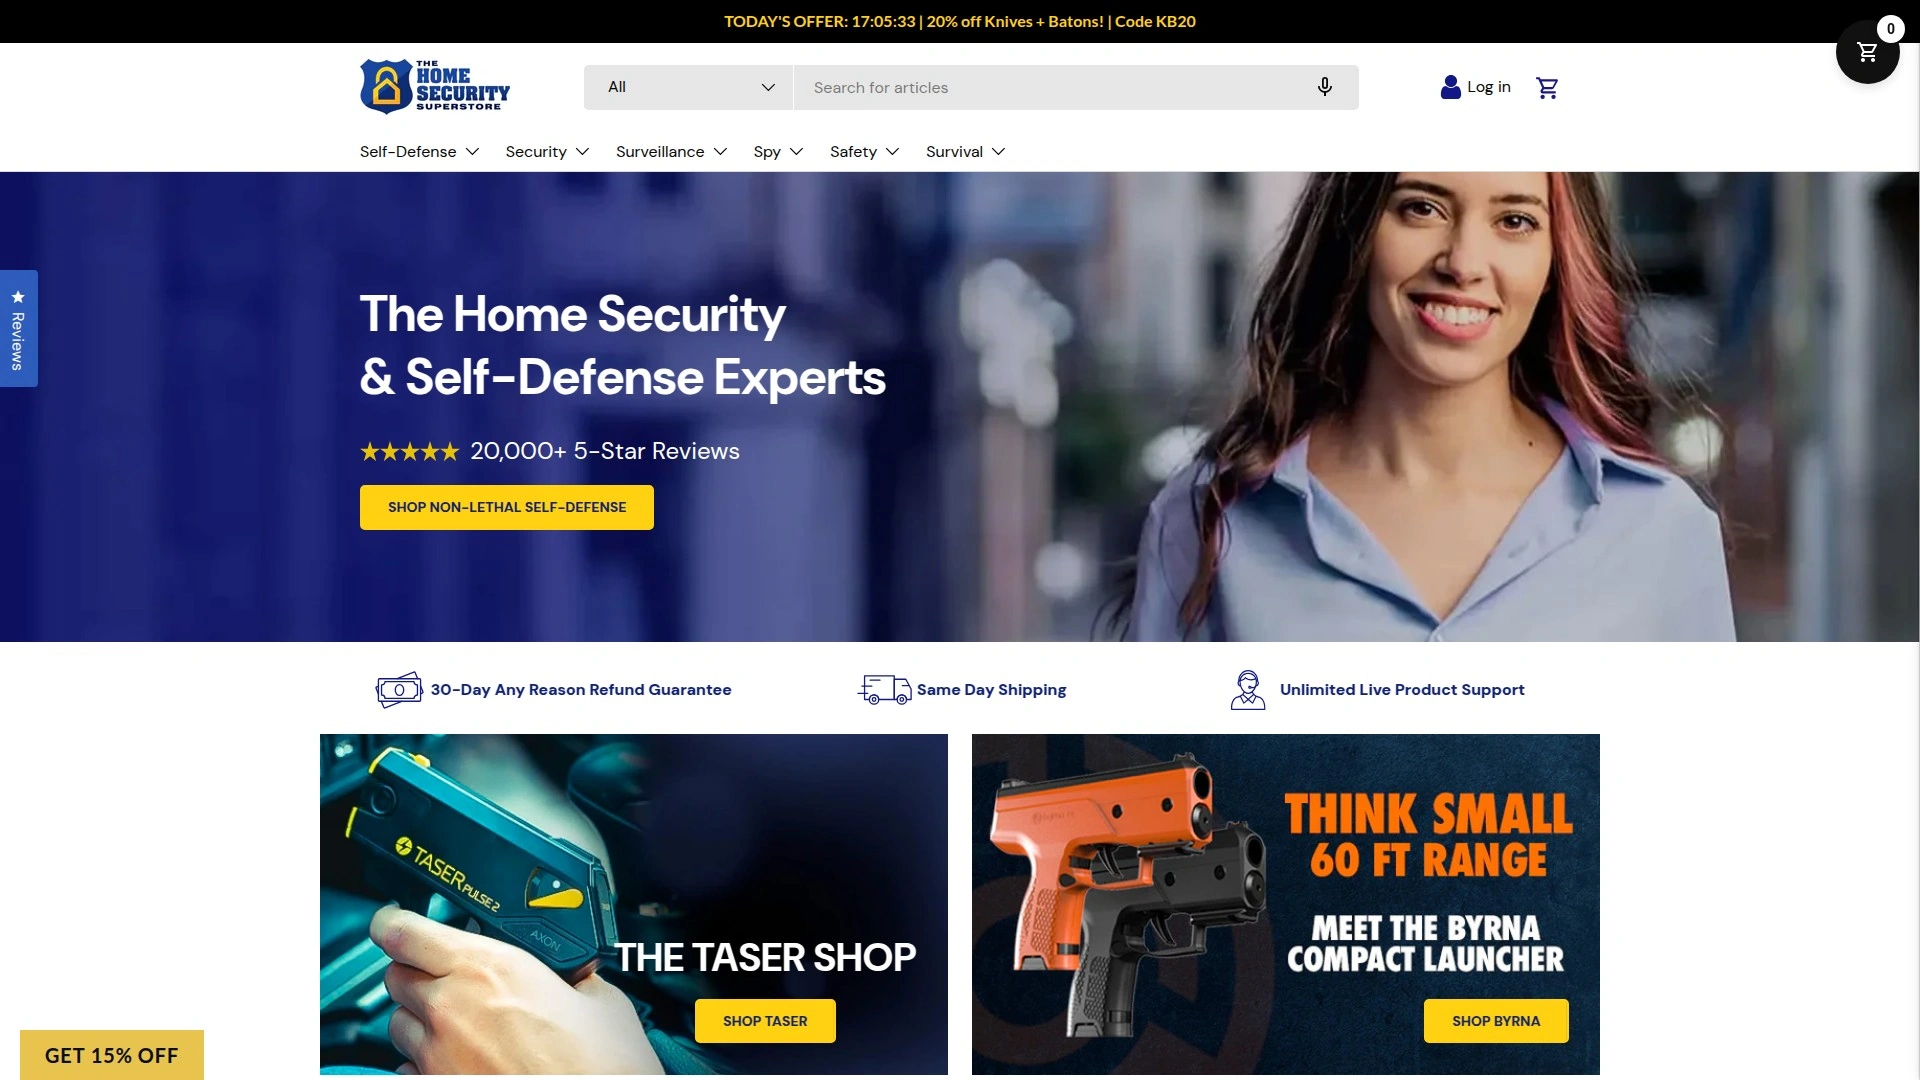 TODAY'S OFFER: 17:05:33 | 20% off Knives + Batons! | Code KB20
0
THE
HOME
SECURITY
SUPERSTORE
All
Search for articles
Log in
Self-Defense
Security
Surveillance
Spy
Safety
Survival
Reviews
The Home Security
& Self-Defense Experts
20,000+ 5-Star Reviews
SHOP NON-LETHAL SELF-DEFENSE
30-Day Any Reason Refund Guarantee
Same Day Shipping
Unlimited Live Product Support
TASER PULSE 2
AXON
THE TASER SHOP
SHOP TASER
THINK SMALL
60 FT RANGE
MEET THE BYRNA
COMPACT LAUNCHER
SHOP BYRNA
GET 15% OFF